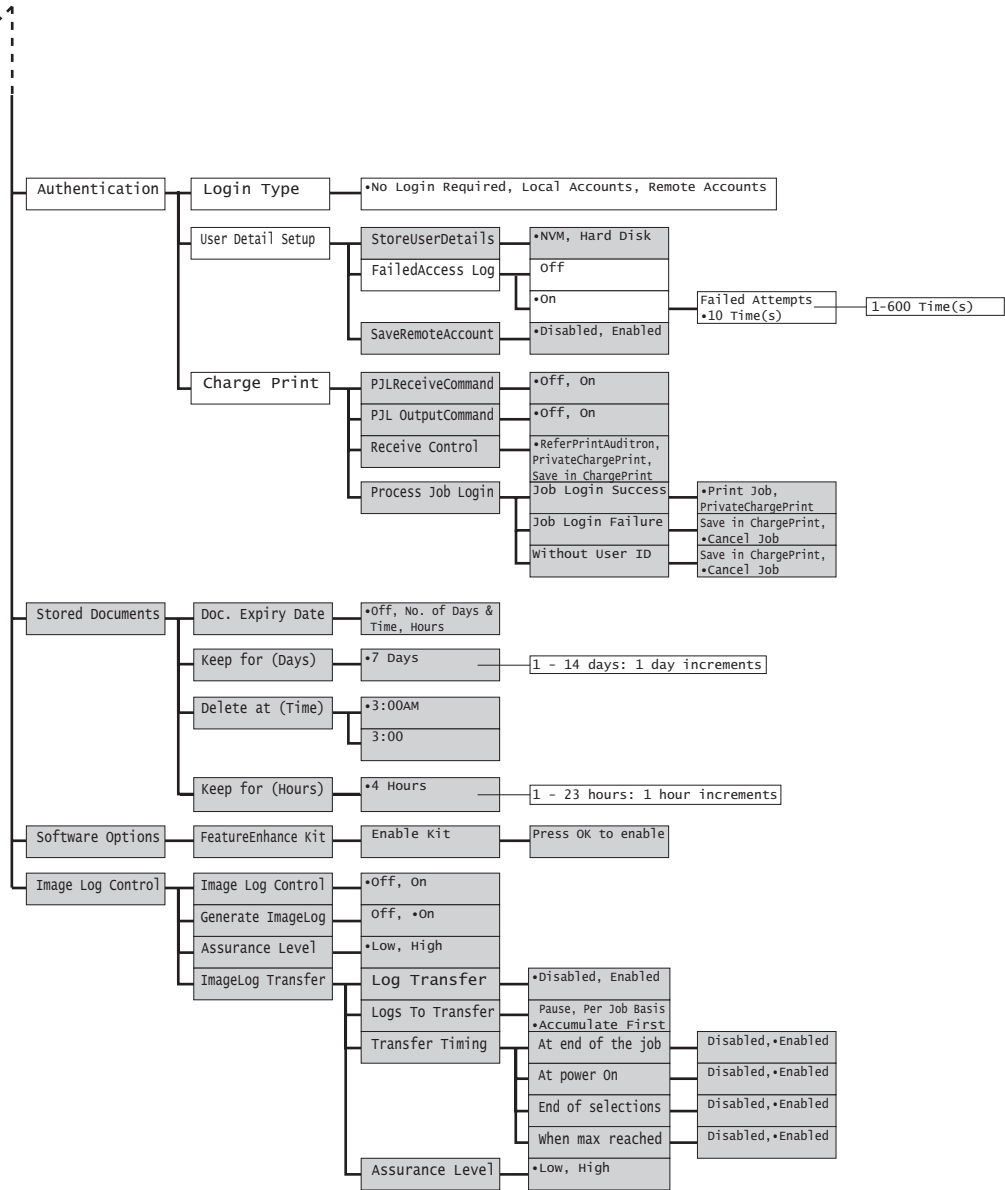 Authentication
Login Type
•No Login Required, Local Accounts, Remote Accounts
User Detail Setup
StoreUserDetails
•NVM, Hard Disk
FailedAccess Log
Off
•On
Failed Attempts
•10 Time(s)
1-600 Time(s)
SaveRemoteAccount
•Disabled, Enabled
Charge Print
PJLReceiveCommand
•Off, On
PJL OutputCommand
•Off, On
Receive Control
•ReferPrintAuditron,
PrivateChargePrint,
Save in ChargePrint
Process Job Login
Job Login Success
•Print Job,
PrivateChargePrint
Job Login Failure
Save in ChargePrint,
•Cancel Job
Without User ID
Save in ChargePrint,
•Cancel Job
Stored Documents
Doc. Expiry Date
•Off, No. of Days &
Time, Hours
Keep for (Days)
•7 Days
1 - 14 days: 1 day increments
Delete at (Time)
•3:00AM
3:00
Keep for (Hours)
•4 Hours
1 - 23 hours: 1 hour increments
Software Options
FeatureEnhance Kit
Enable Kit
Press OK to enable
Image Log Control
Image Log Control
•Off, On
Generate ImageLog
Off, •On
Assurance Level
•Low, High
ImageLog Transfer
Log Transfer
•Disabled, Enabled
Logs To Transfer
Pause, Per Job Basis
•Accumulate First
Transfer Timing
At end of the job
Disabled,•Enabled
At power On
Disabled,•Enabled
End of selections
Disabled,•Enabled
When max reached
Disabled,•Enabled
Assurance Level
•Low, High